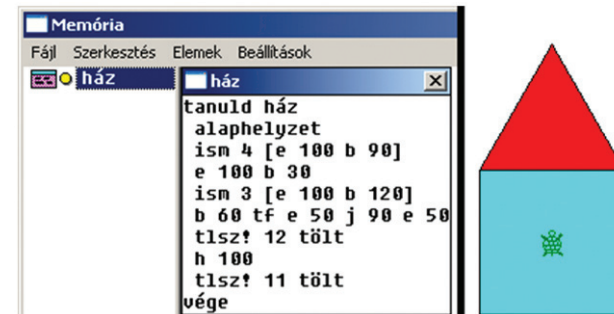 Memória
Fájl Szerkesztés Elemek Beállítások
ház
ház
tanuld ház
alaphelyzet
ism 4 [e 100 b 90]
e 100 b 30
ism 3 [e 100 b 120]
b 60 tf e 50 j 90 e 50
tlsz! 12 tölt
h 100
tlsz! 11 tölt
vége